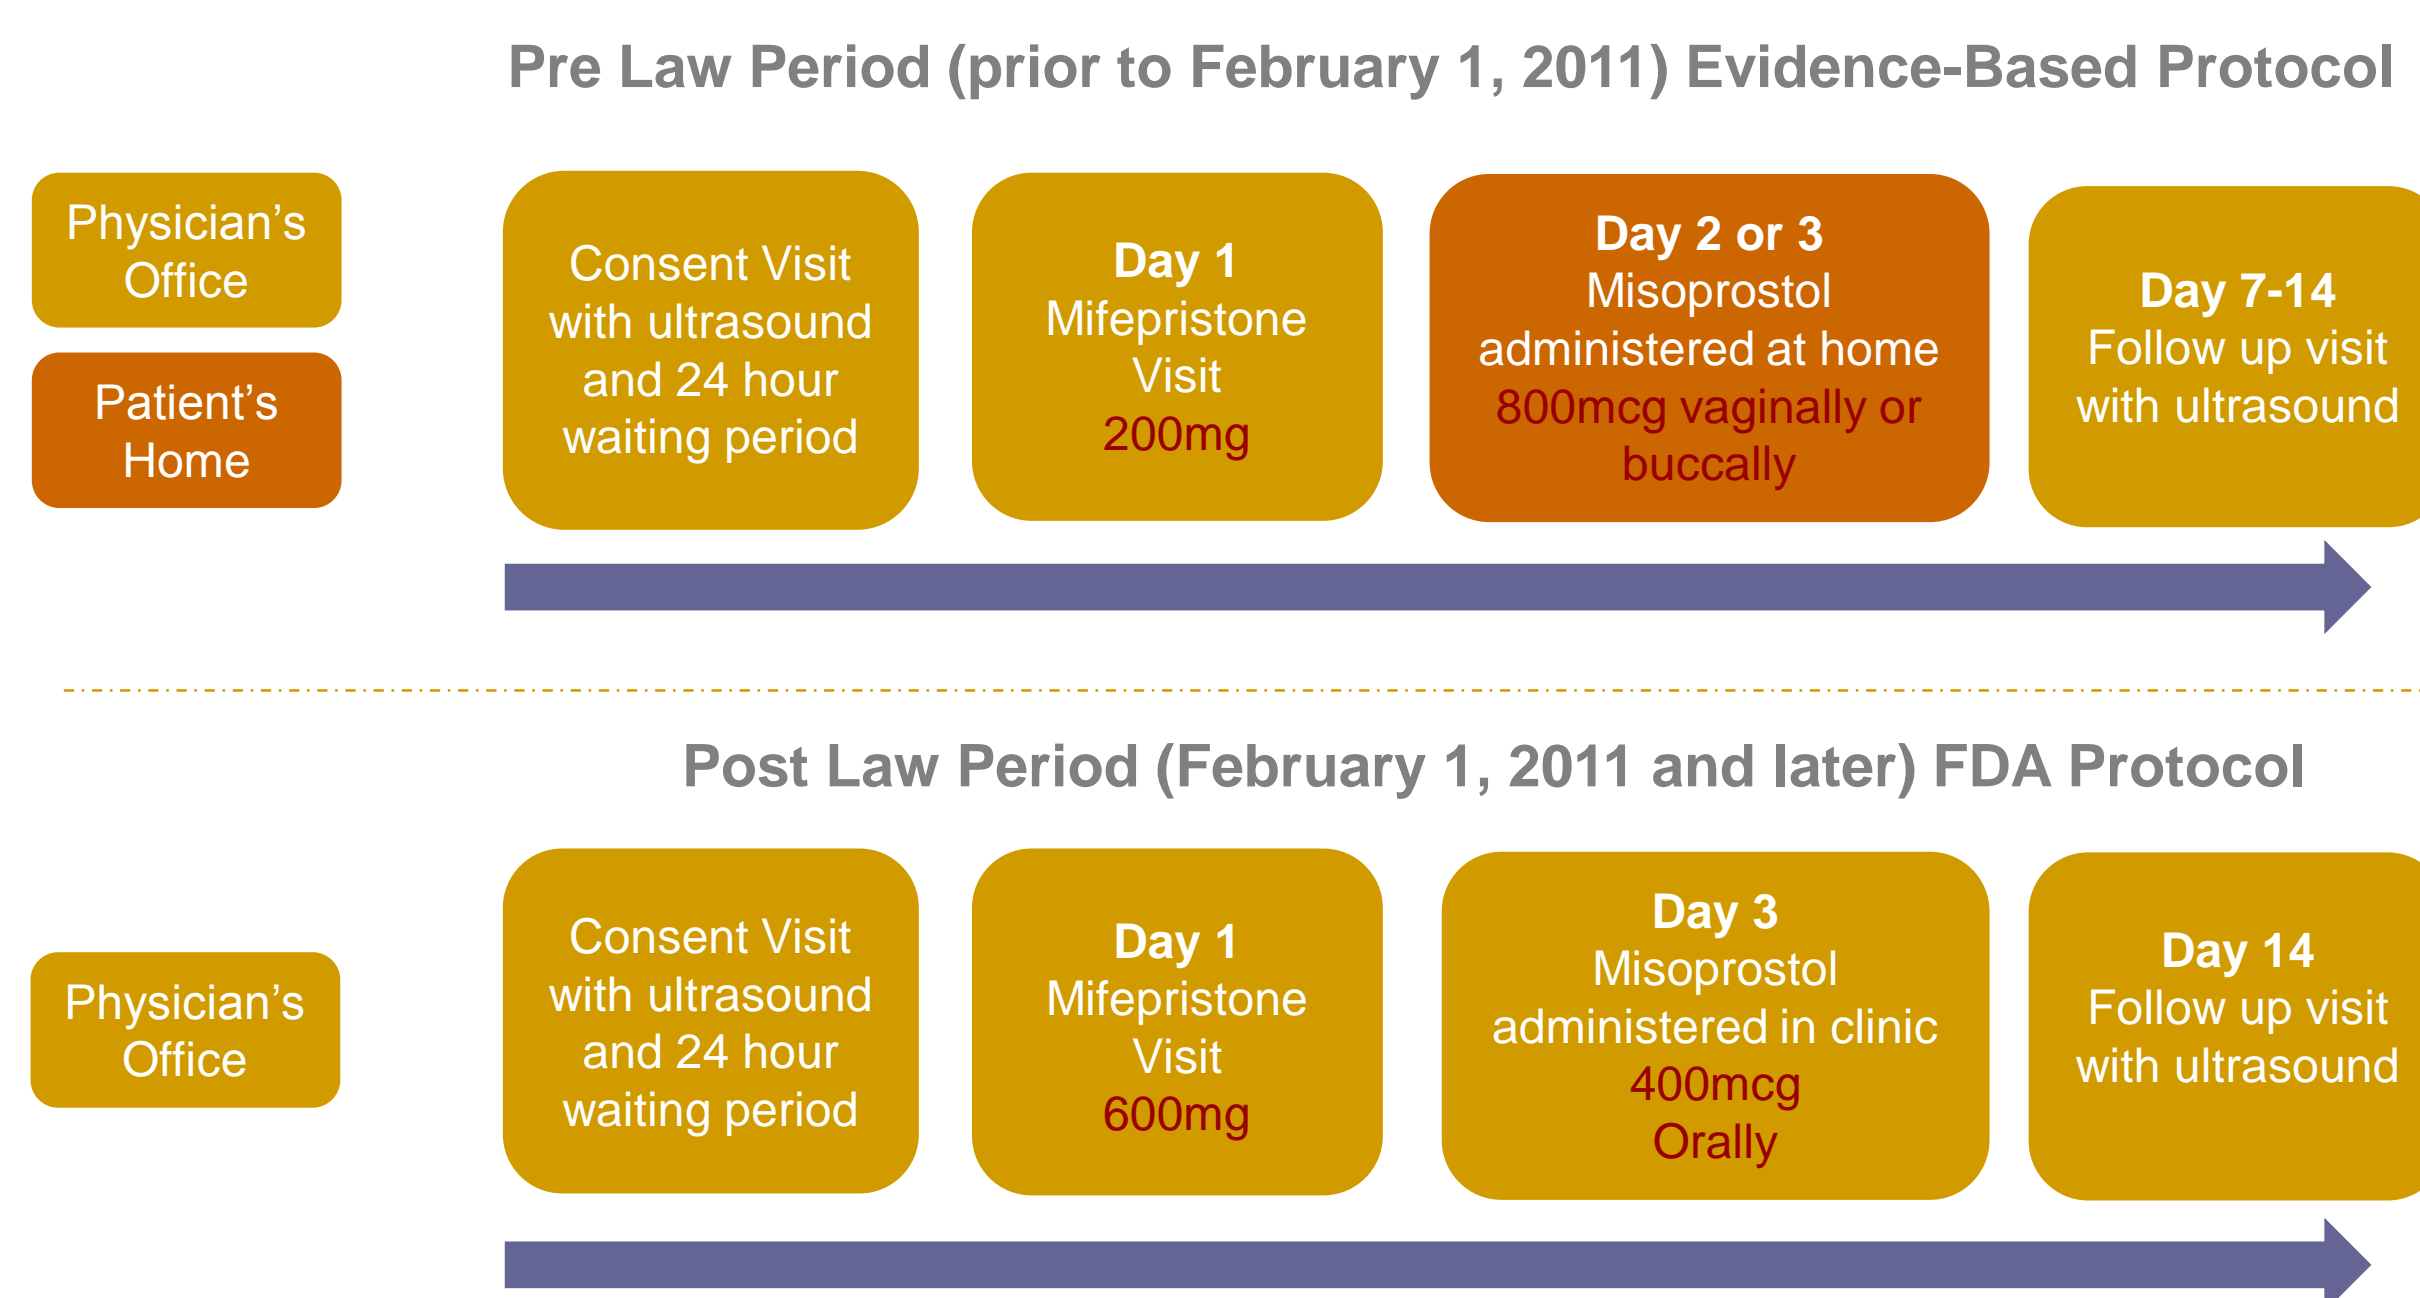 Pre Law Period (prior to February 1, 2011) Evidence-Based Protocol
Physician’s
Office
Patient’s
Home
Consent Visit
with ultrasound
and 24 hour
waiting period
Day 1
Mifepristone
Visit
200mg
Day 2 or 3
Misoprostol
administered at home
800mcg vaginally or
buccally
Day 7-14
Follow up visit
with ultrasound
Post Law Period (February 1, 2011 and later) FDA Protocol
Physician’s
Office
Consent Visit
with ultrasound
and 24 hour
waiting period
Day 1
Mifepristone
Visit
600mg
Day 3
Misoprostol
administered in clinic
400mcg
Orally
Day 14
Follow up visit
with ultrasound